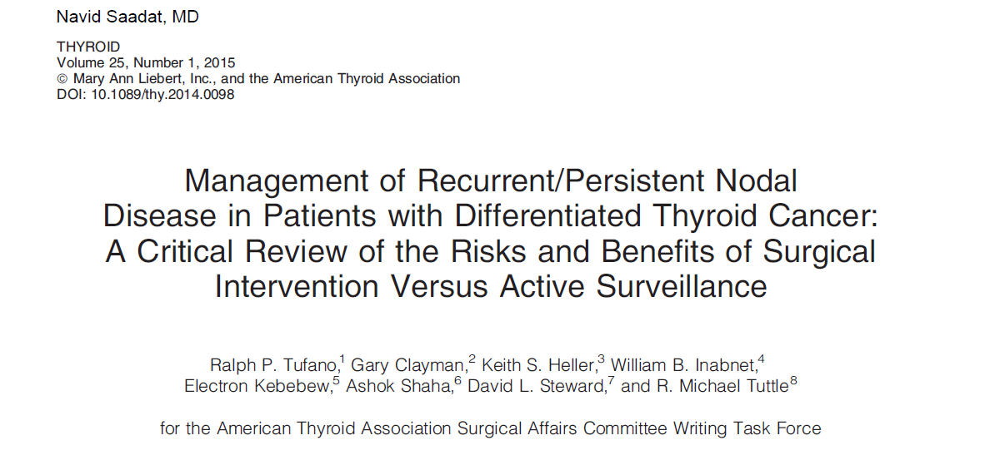 Navid Saadat, MD
THYROID
Volume 25, Number 1, 2015
© Mary Ann Liebert, Inc., and the American Thyroid Association
DOI: 10.1089/thy.2014.0098
Management of Recurrent/Persistent Nodal
Disease in Patients with Differentiated Thyroid Cancer:
A Critical Review of the Risks and Benefits of Surgical
Intervention Versus Active Surveillance
Ralph P. Tufano,1 Gary Clayman,2 Keith S. Heller,3 William B. Inabnet,4
Electron Kebebew,5 Ashok Shaha,6 David L. Steward,7 and R. Michael Tuttle8
for the American Thyroid Association Surgical Affairs Committee Writing Task Force